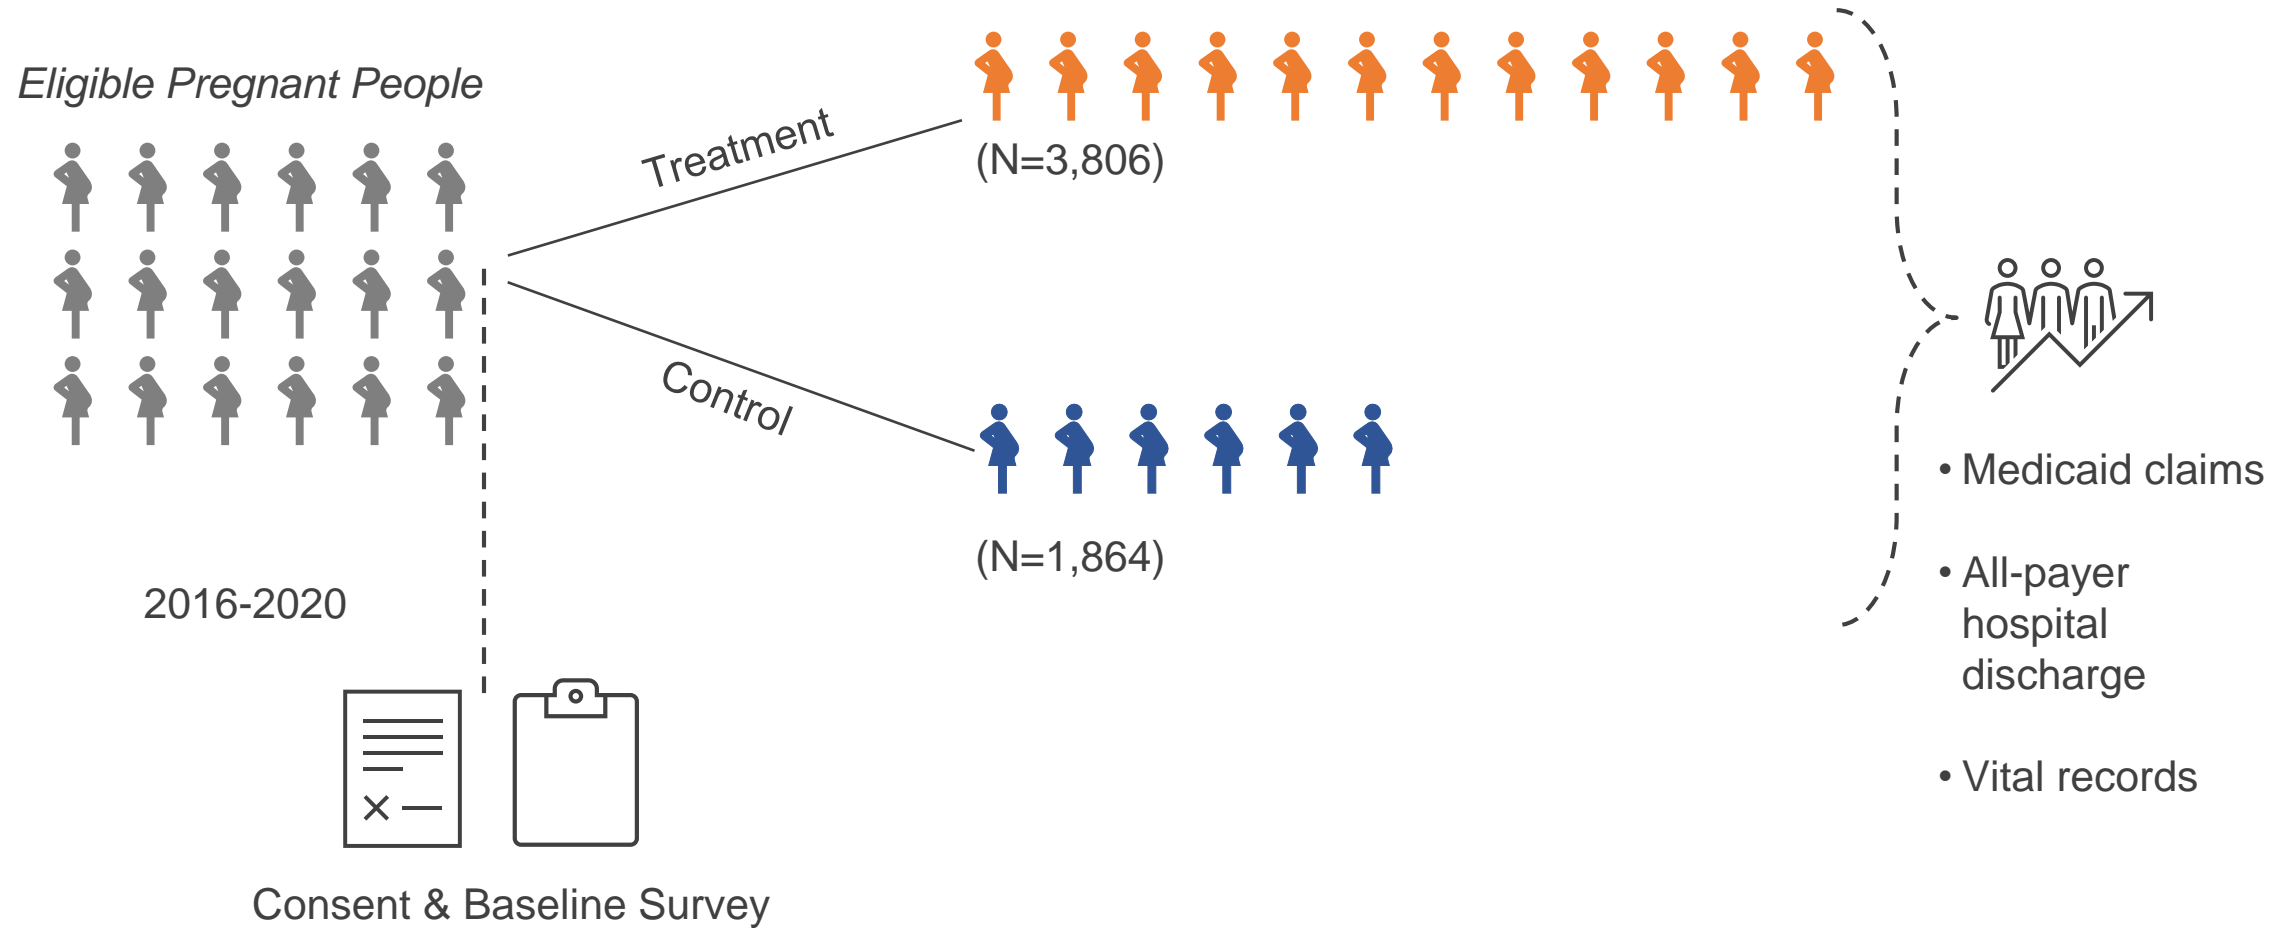 Eligible Pregnant People
Treatment
(N=3,806)
Control
(N=1,864)
2016-2020
Consent & Baseline Survey
• Medicaid claims
• All-payer
hospital
discharge
• Vital records